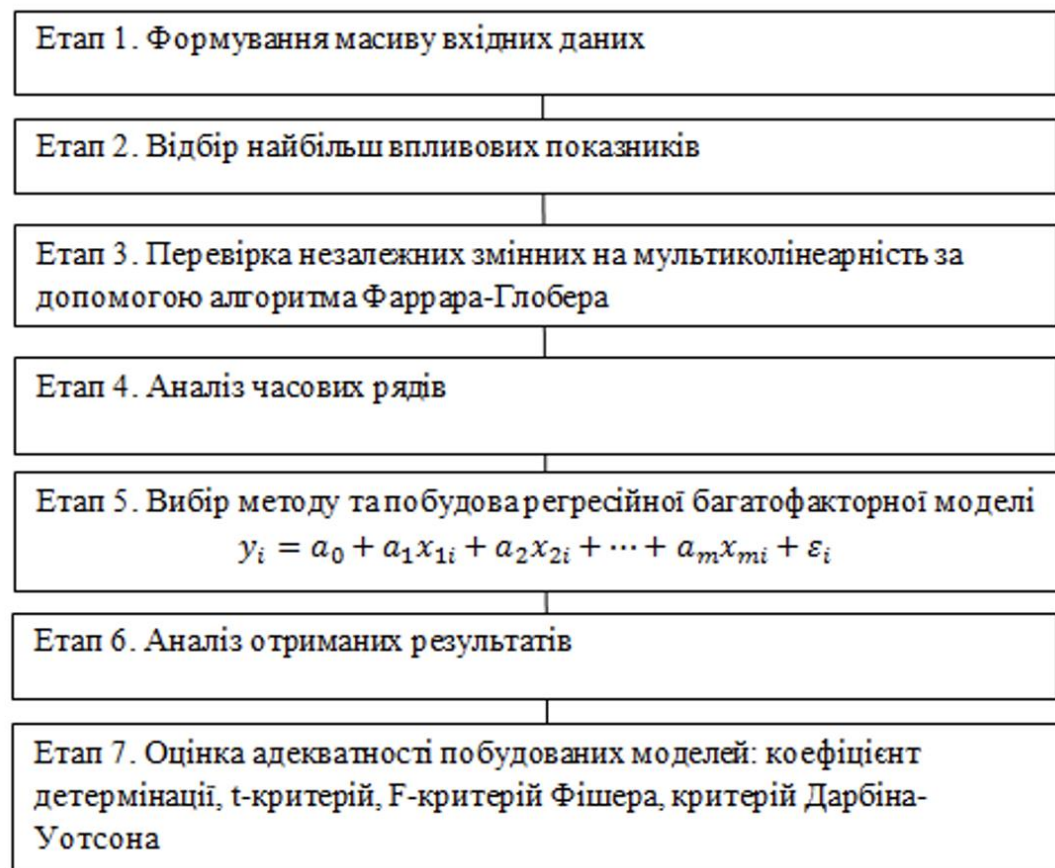 Етап 1. Формування масиву вхідних даних
Етап 2. Відбір найбільш впливових показників
Етап 3. Перевірка незалежних змінних на мультиколінеарність за
допомогою алгоритма Фаррара-Глобера
Етап 4. Аналіз часових рядів
Етап 5. Вибір методу та побудова регресійної багатофакторної моделі
𝑦ᵢ = 𝑎₀ + 𝑎₁𝑥₁ᵢ + 𝑎₂𝑥₂ᵢ + ⋯ + 𝑎ₘ𝑥ₘᵢ + 𝜀ᵢ
Етап 6. Аналіз отриманих результатів
Етап 7. Оцінка адекватності побудованих моделей: коефіцієнт
детермінації, t-критерій, F-критерій Фішера, критерій Дарбіна-
Уотсона